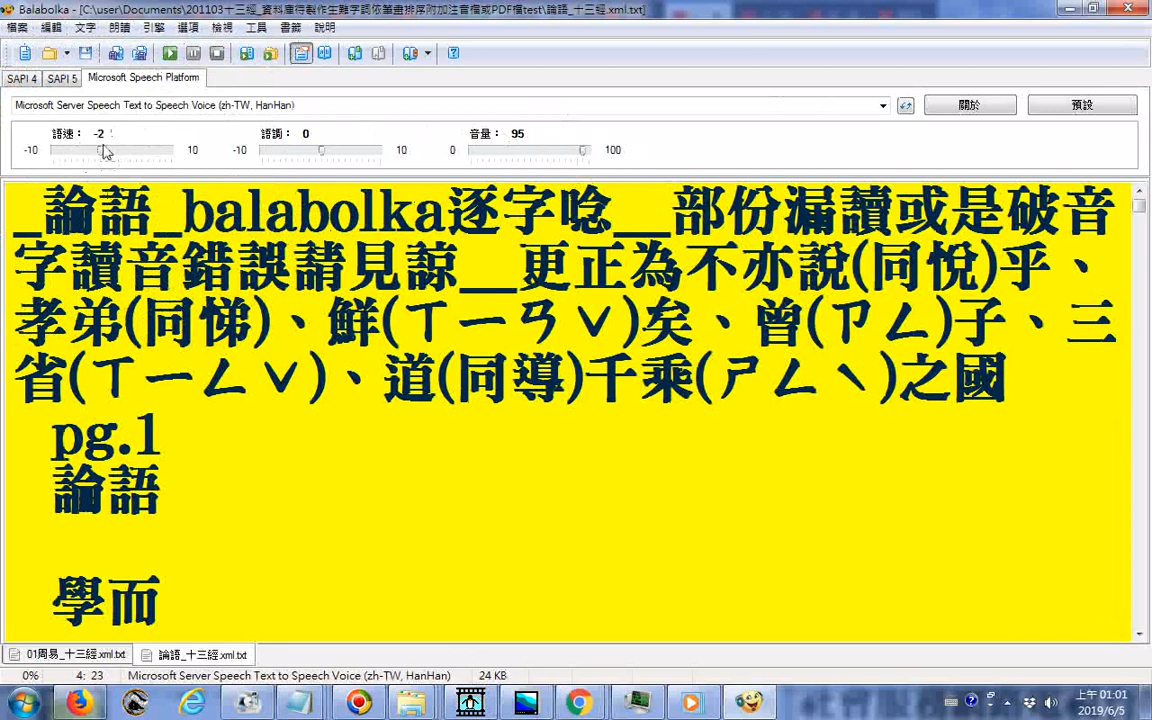 Balabolka - [C:\user\Documents\201103十三經_資料庫待製作生難字詞依筆畫排序附加注音檔或PDF檔test\論語_十三經.xml.txt]
檔案 編輯 文字 朗讀 引擎 選項 檢視 工具 書籤 說明
SAPI 4 SAPI 5 Microsoft Speech Platform
Microsoft Server Speech Text to Speech Voice (zh-TW, HanHan) 關於 預設
語速： -2 語調： 0 音量： 95
-10 10 -10 10 0 100
_論語_balabolka逐字唸__部份漏讀或是破音
字讀音錯誤請見諒__更正為不亦說(同悅)乎、
孝弟(同悌)、鮮(ㄒㄧㄢˇ)矣、曾(ㄗㄥ)子、三
省(ㄒㄧㄥˇ)、道(同導)千乘(ㄕㄥˋ)之國
pg.1
論語
學而
01周易_十三經.xml.txt 論語_十三經.xml.txt
0% 4: 23 Microsoft Server Speech Text to Speech Voice (zh-TW, HanHan) 24 KB
上午 01:01
2019/6/5